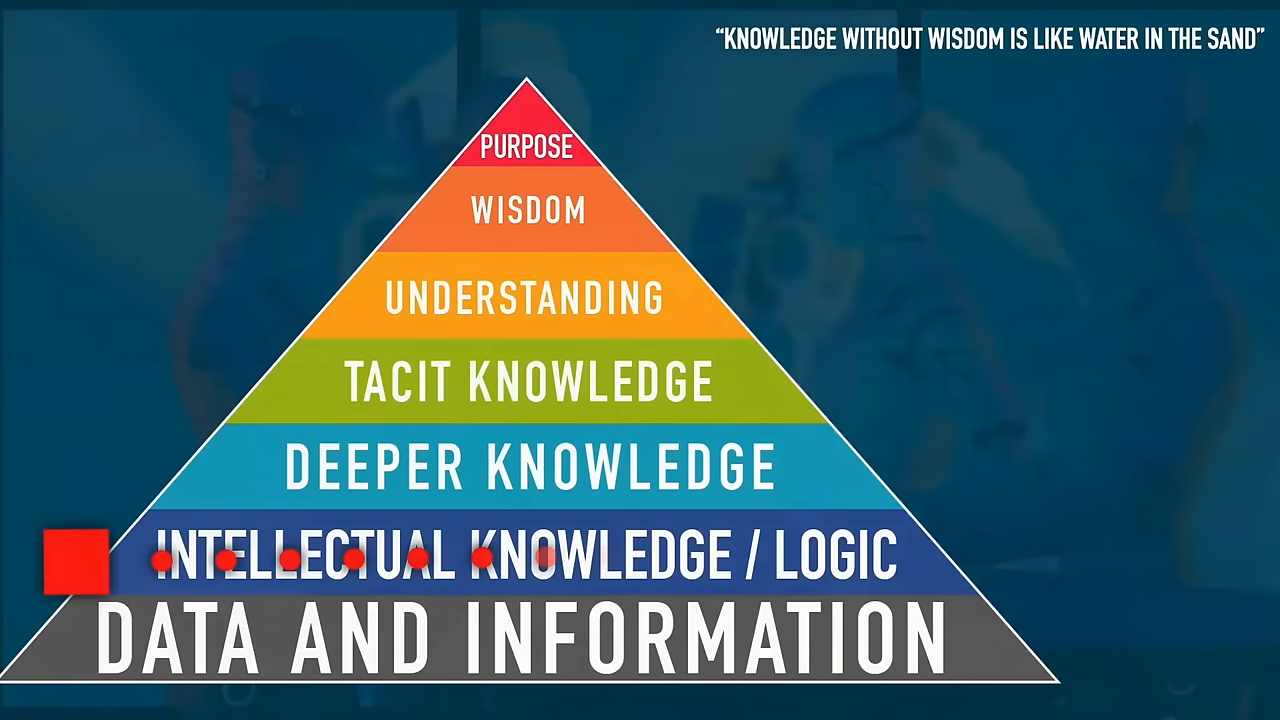 “KNOWLEDGE WITHOUT WISDOM IS LIKE WATER IN THE SAND”
PURPOSE
WISDOM
UNDERSTANDING
TACIT KNOWLEDGE
DEEPER KNOWLEDGE
INTELLECTUAL KNOWLEDGE / LOGIC
DATA AND INFORMATION